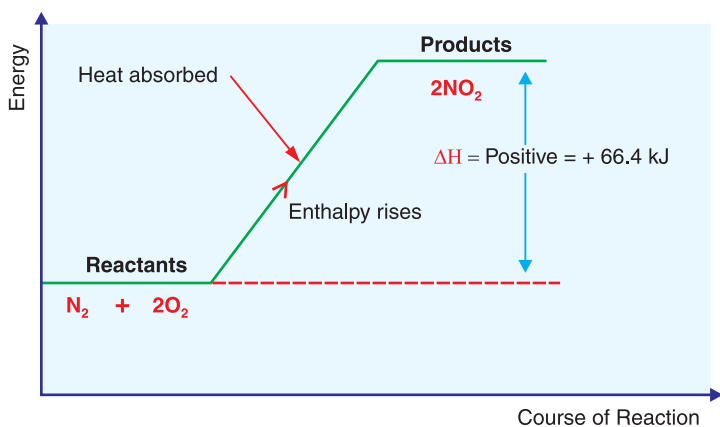 Energy
Products
Heat absorbed
2NO₂
ΔH = Positive = + 66.4 kJ
Enthalpy rises
Reactants
N₂ + 2O₂
Course of Reaction